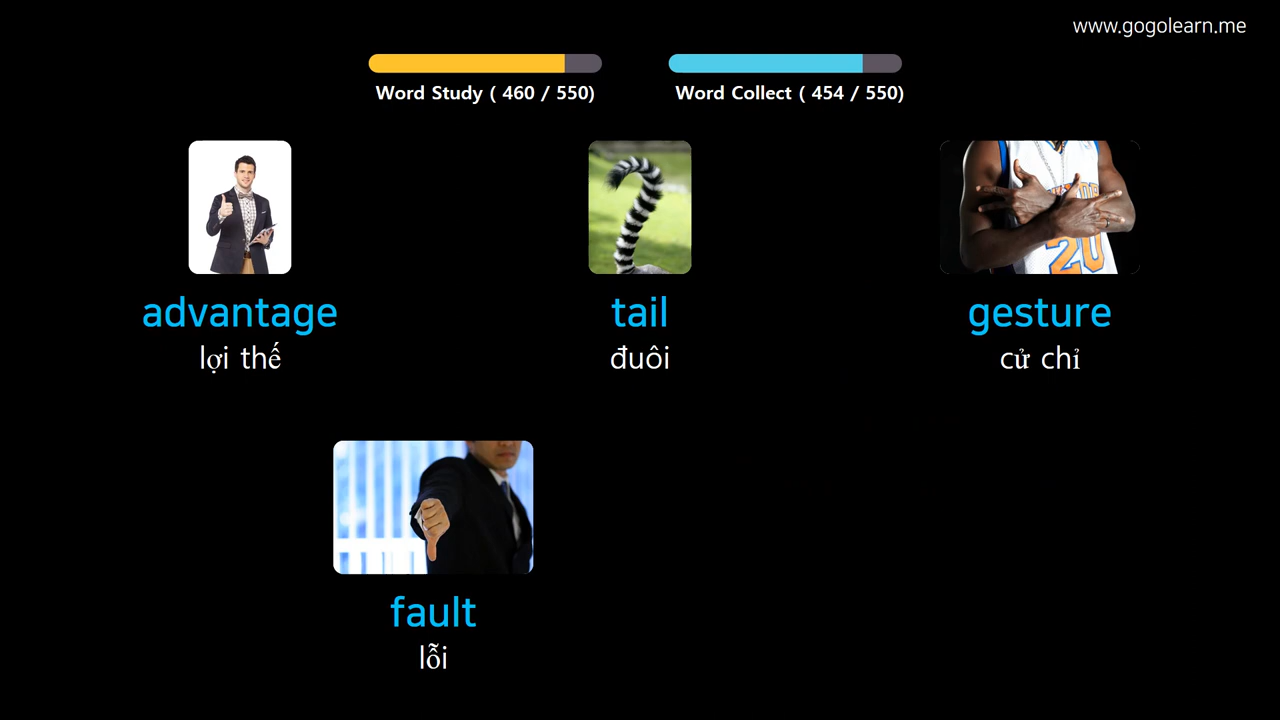 www.gogolearn.me
Word Study ( 460 / 550)
Word Collect ( 454 / 550)
advantage
lợi thế
tail
đuôi
gesture
cử chỉ
20
fault
lỗi